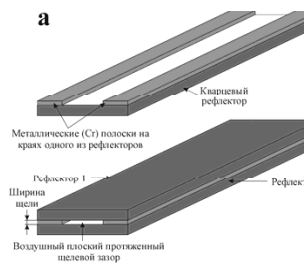 а
Кварцевый
рефлектор
Металлические (Cr) полоски на
краях одного из рефлекторов
Рефлектор 1
Рефлект
Ширина
щели
Воздушный плоский протяженный
щелевой зазор